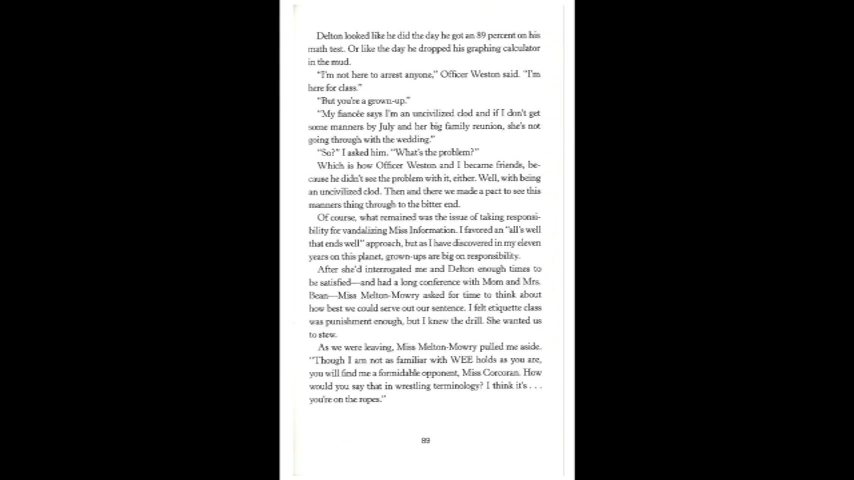 Delton looked like he did the day he got an 89 percent on his
math test. Or like the day he dropped his graphing calculator
in the mud.
"I'm not here to arrest anyone," Officer Weston said. "I'm
here for class."
"But you're a grown-up."
"My fiancée says I'm an uncivilized clod and if I don't get
some manners by July and her big family reunion, she's not
going through with the wedding."
"So?" I asked him. "What's the problem?"
Which is how Officer Weston and I became friends, be-
cause he didn't see the problem with it, either. Well, with being
an uncivilized clod. Then and there we made a pact to see this
manners thing through to the bitter end.
Of course, what remained was the issue of taking responsi-
bility for vandalizing Miss Information. I favored an "all's well
that ends well" approach, but as I have discovered in my eleven
years on this planet, grown-ups are big on responsibility.
After she'd interrogated me and Delton enough times to
be satisfied—and had a long conference with Mom and Mrs.
Bean—Miss Melton-Mowry asked for time to think about
how best we could serve out our sentence. I felt etiquette class
was punishment enough, but I knew the drill. She wanted us
to stew.
As we were leaving, Miss Melton-Mowry pulled me aside.
"Though I am not as familiar with WEE holds as you are,
you will find me a formidable opponent, Miss Corcoran. How
would you say that in wrestling terminology? I think it's . . .
you're on the ropes."
89